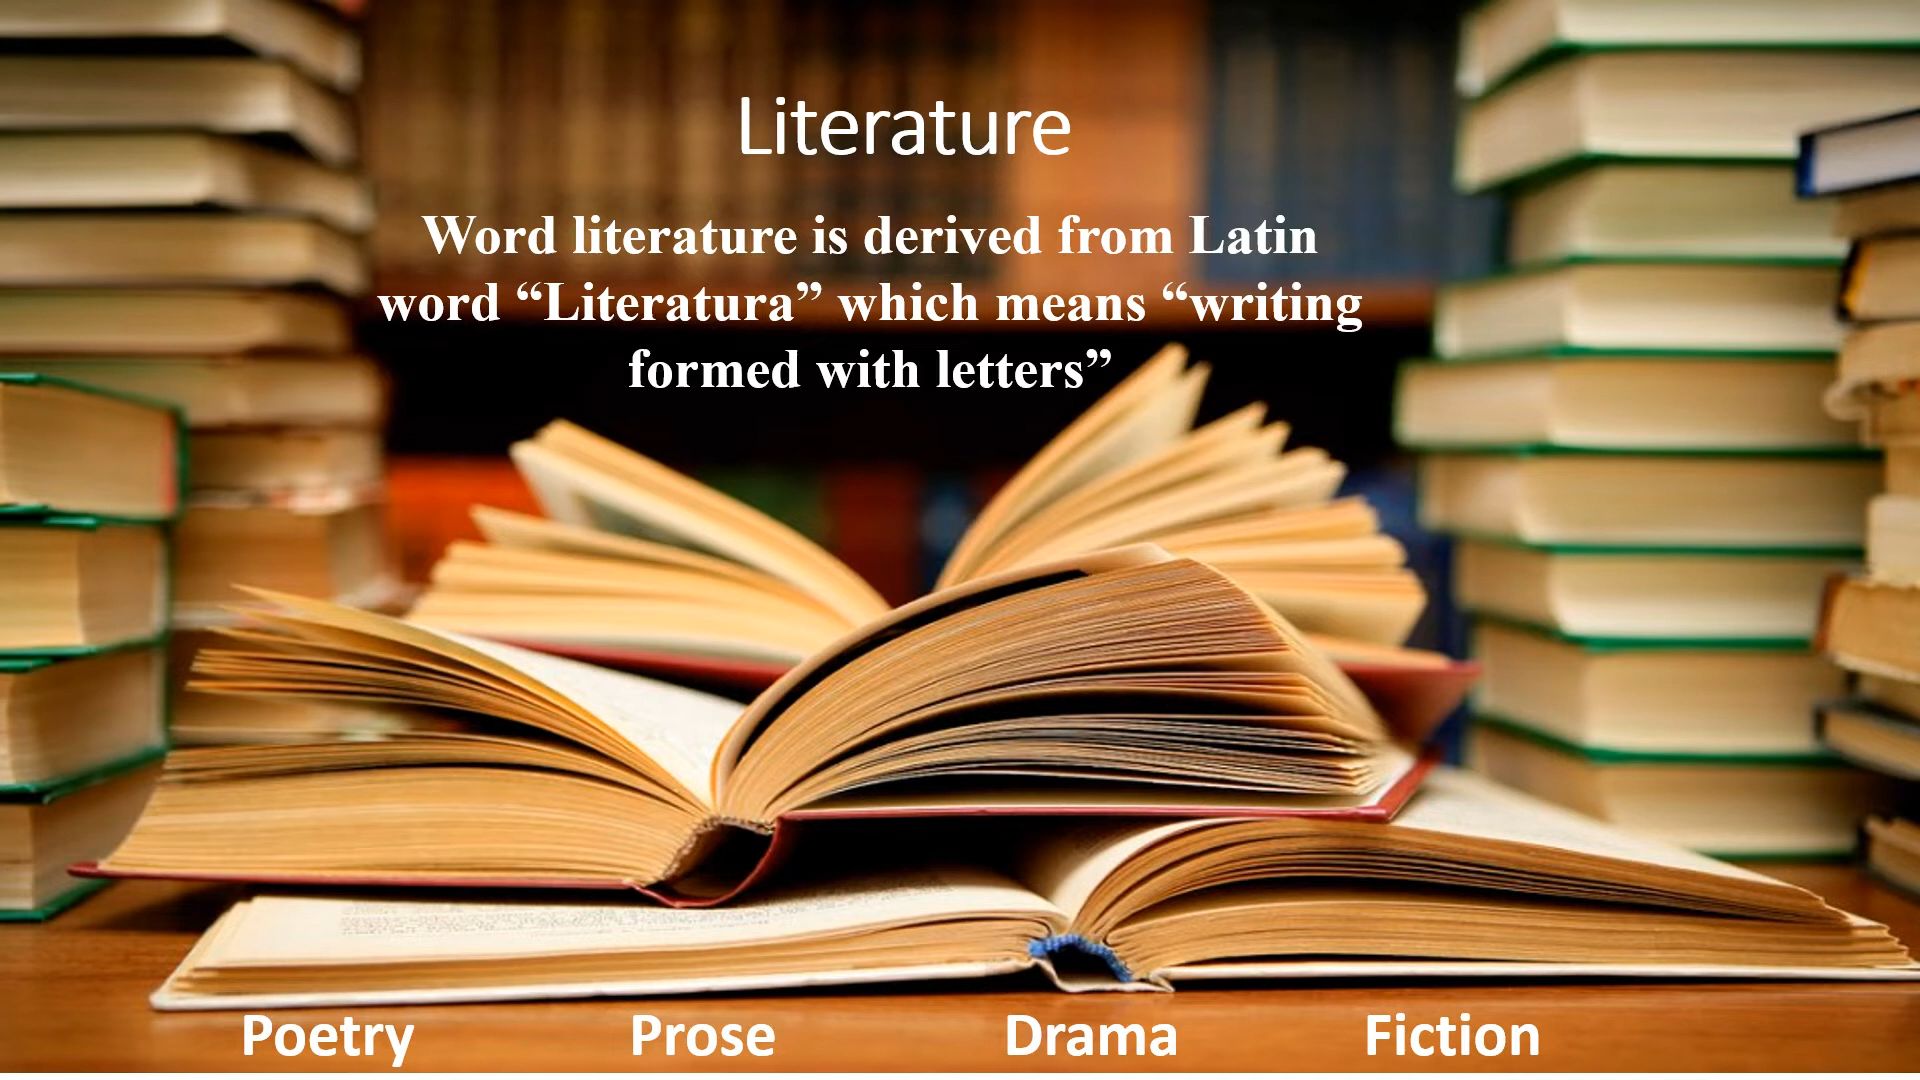 Literature
Word literature is derived from Latin
word “Literatura” which means “writing
formed with letters”
Poetry Prose Drama Fiction